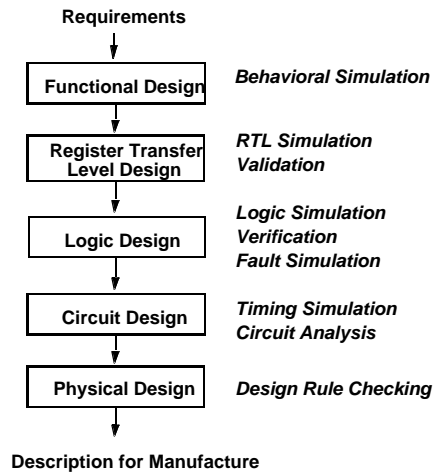 Requirements
Functional Design
Behavioral Simulation
Register Transfer
Level Design
RTL Simulation
Validation
Logic Design
Logic Simulation
Verification
Fault Simulation
Circuit Design
Timing Simulation
Circuit Analysis
Physical Design
Design Rule Checking
Description for Manufacture